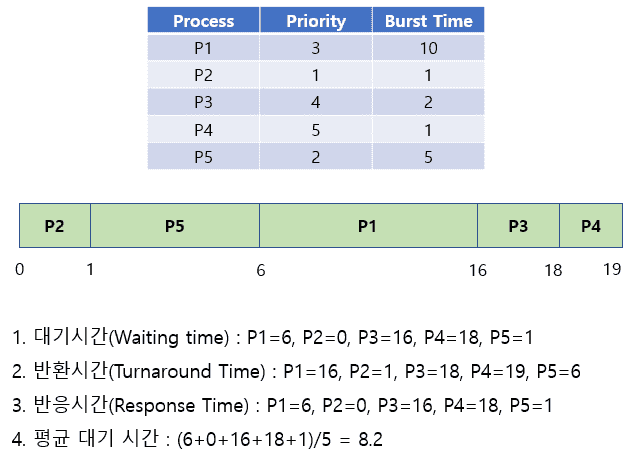 Process Priority Burst Time
P1 3 10
P2 1 1
P3 4 2
P4 5 1
P5 2 5
P2 P5 P1 P3 P4
0 1 6 16 18 19
1. 대기시간(Waiting time) : P1=6, P2=0, P3=16, P4=18, P5=1
2. 반환시간(Turnaround Time) : P1=16, P2=1, P3=18, P4=19, P5=6
3. 반응시간(Response Time) : P1=6, P2=0, P3=16, P4=18, P5=1
4. 평균 대기 시간 : (6+0+16+18+1)/5 = 8.2